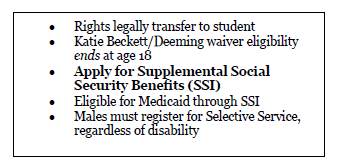 • Rights legally transfer to student
• Katie Beckett/Deeming waiver eligibility
ends at age 18
• Apply for Supplemental Social
Security Benefits (SSI)
• Eligible for Medicaid through SSI
• Males must register for Selective Service,
regardless of disability